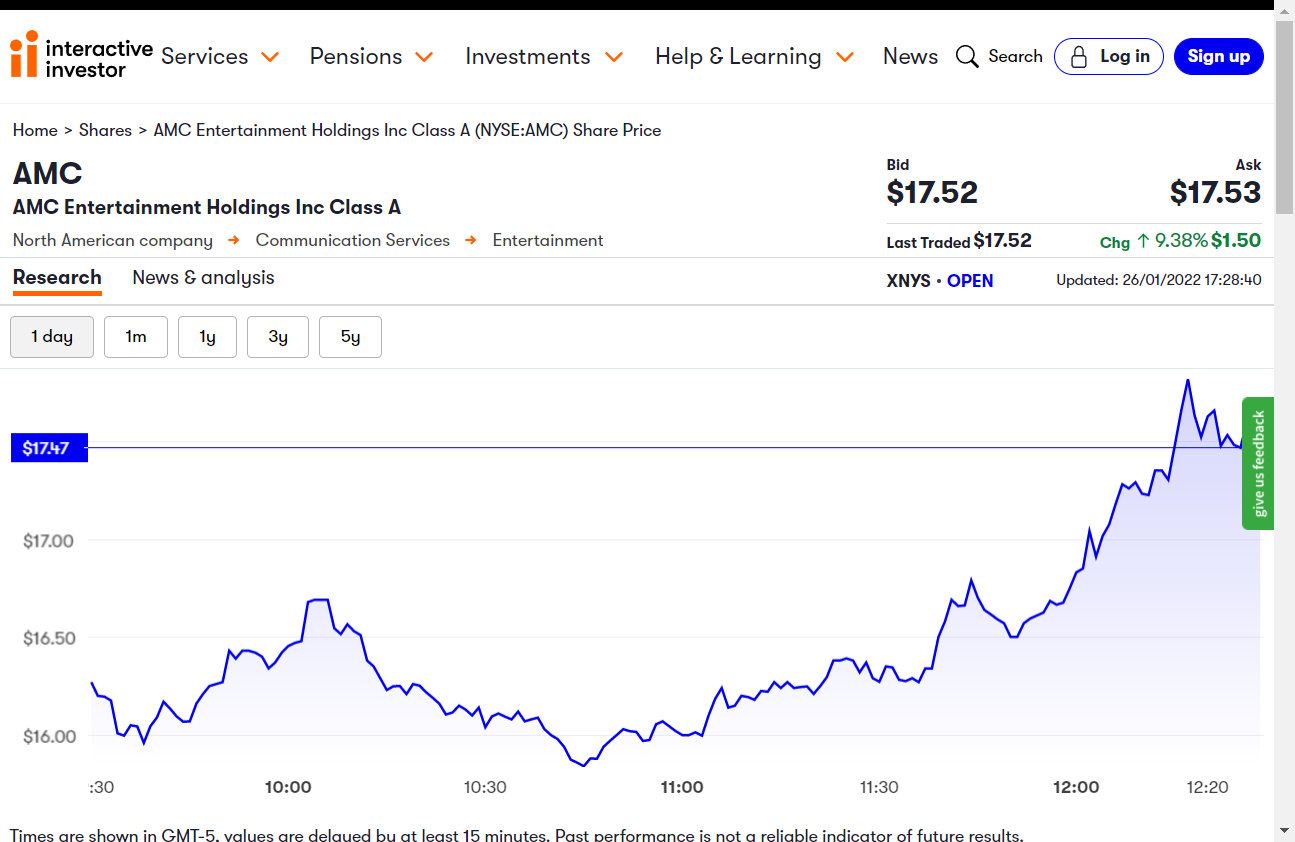 interactive
investor
Services
Pensions
Investments
Help & Learning
News
Search
Log in
Sign up
Home > Shares > AMC Entertainment Holdings Inc Class A (NYSE:AMC) Share Price
AMC
AMC Entertainment Holdings Inc Class A
North American company → Communication Services → Entertainment
Bid
Ask
$17.52
$17.53
Last Traded $17.52
Chg ↑ 9.38% $1.50
Research
News & analysis
XNYS · OPEN
Updated: 26/01/2022 17:28:40
1 day
1m
1y
3y
5y
$17.47
$17.00
$16.50
$16.00
:30
10:00
10:30
11:00
11:30
12:00
12:20
give us feedback
Times are shown in GMT-5, values are delayed by at least 15 minutes. Past performance is not a reliable indicator of future results.